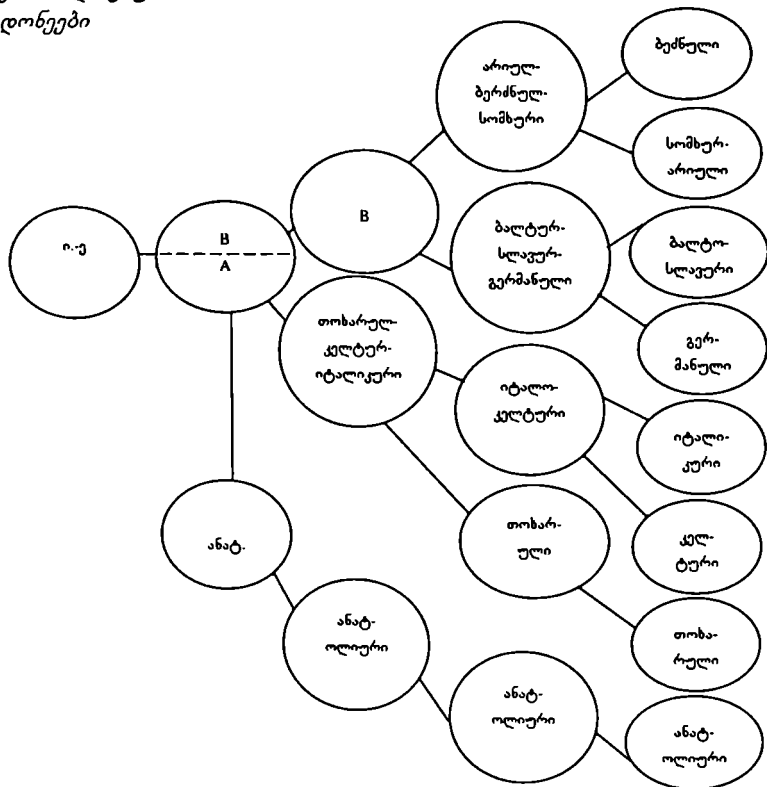 დონეები
ი.-ე
B
A
B
არიულ-
ბერძნულ-
სომხური
ბეძნული
სომხურ-
არიული
ბალტურ-
სლავურ-
გერმანული
ბალტო-
სლავური
გერ-
მანული
თოხარულ-
კელტურ-
იტალიკური
იტალო-
კელტური
იტალი-
კური
კელ-
ტური
თოხარ-
ული
თოხა-
რული
ანატ.
ანატ-
ოლიური
ანატ-
ოლიური
ანატ-
ოლიური